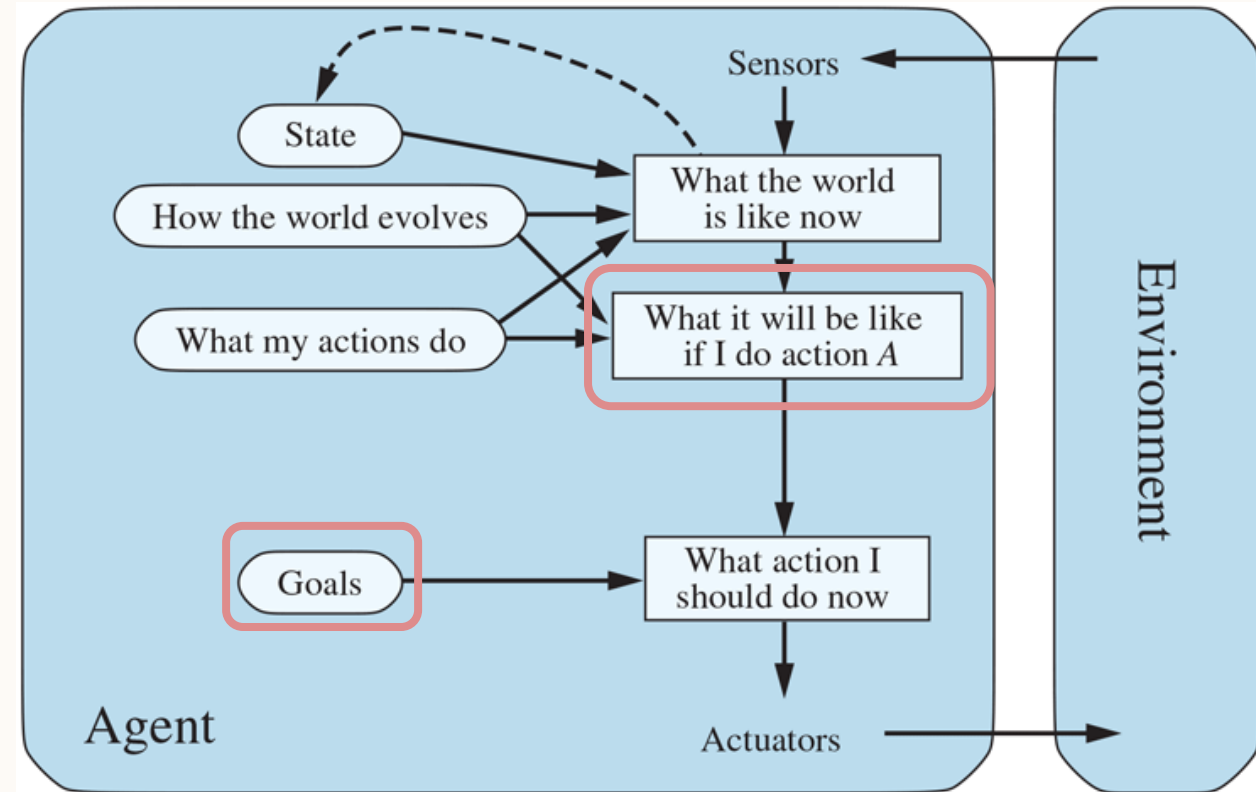 Sensors
State
What the world
is like now
How the world evolves
What it will be like
if I do action A
What my actions do
Environment
What action I
should do now
Goals
Agent
Actuators